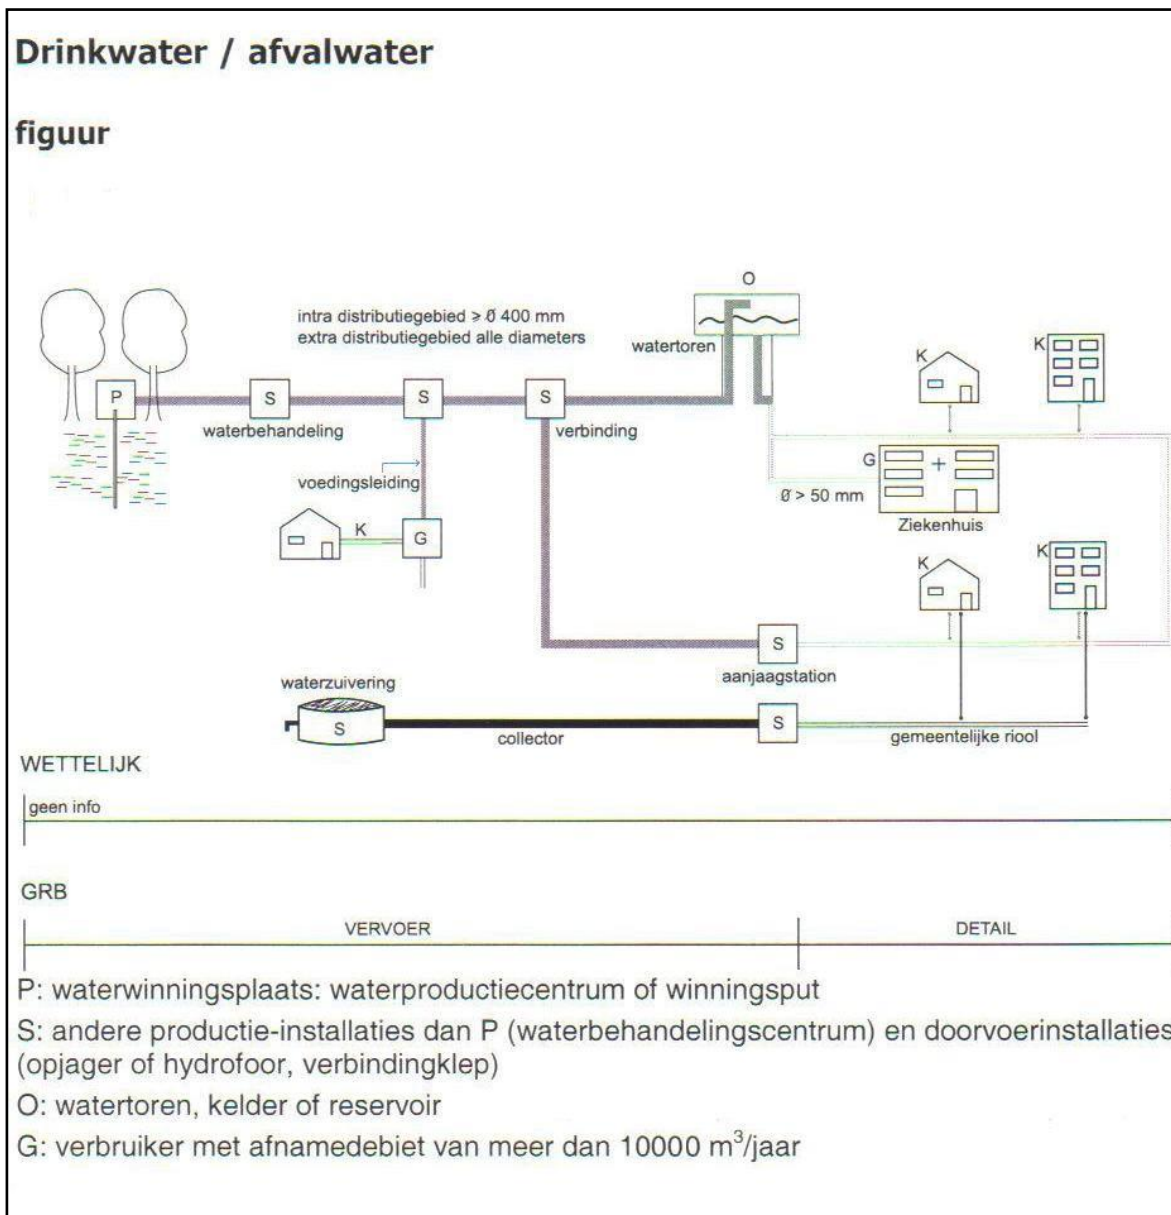 Drinkwater / afvalwater
figuur
O
intra distributiegebied > Ø 400 mm
extra distributiegebied alle diameters
watertoren
K
K
P
S
S
S
waterbehandeling
verbinding
voedingsleiding
G
Ø > 50 mm
Ziekenhuis
K
G
K
K
S
aanjaagstation
waterzuivering
S
S
collector
gemeentelijke riool
WETTELIJK
geen info
GRB
VERVOER
DETAIL
P: waterwinningsplaats: waterproductiecentrum of winningsput
S: andere productie-installaties dan P (waterbehandelingscentrum) en doorvoerinstallaties
(opjager of hydrofoor, verbindingklep)
O: watertoren, kelder of reservoir
G: verbruiker met afnamedebiet van meer dan 10000 m³/jaar